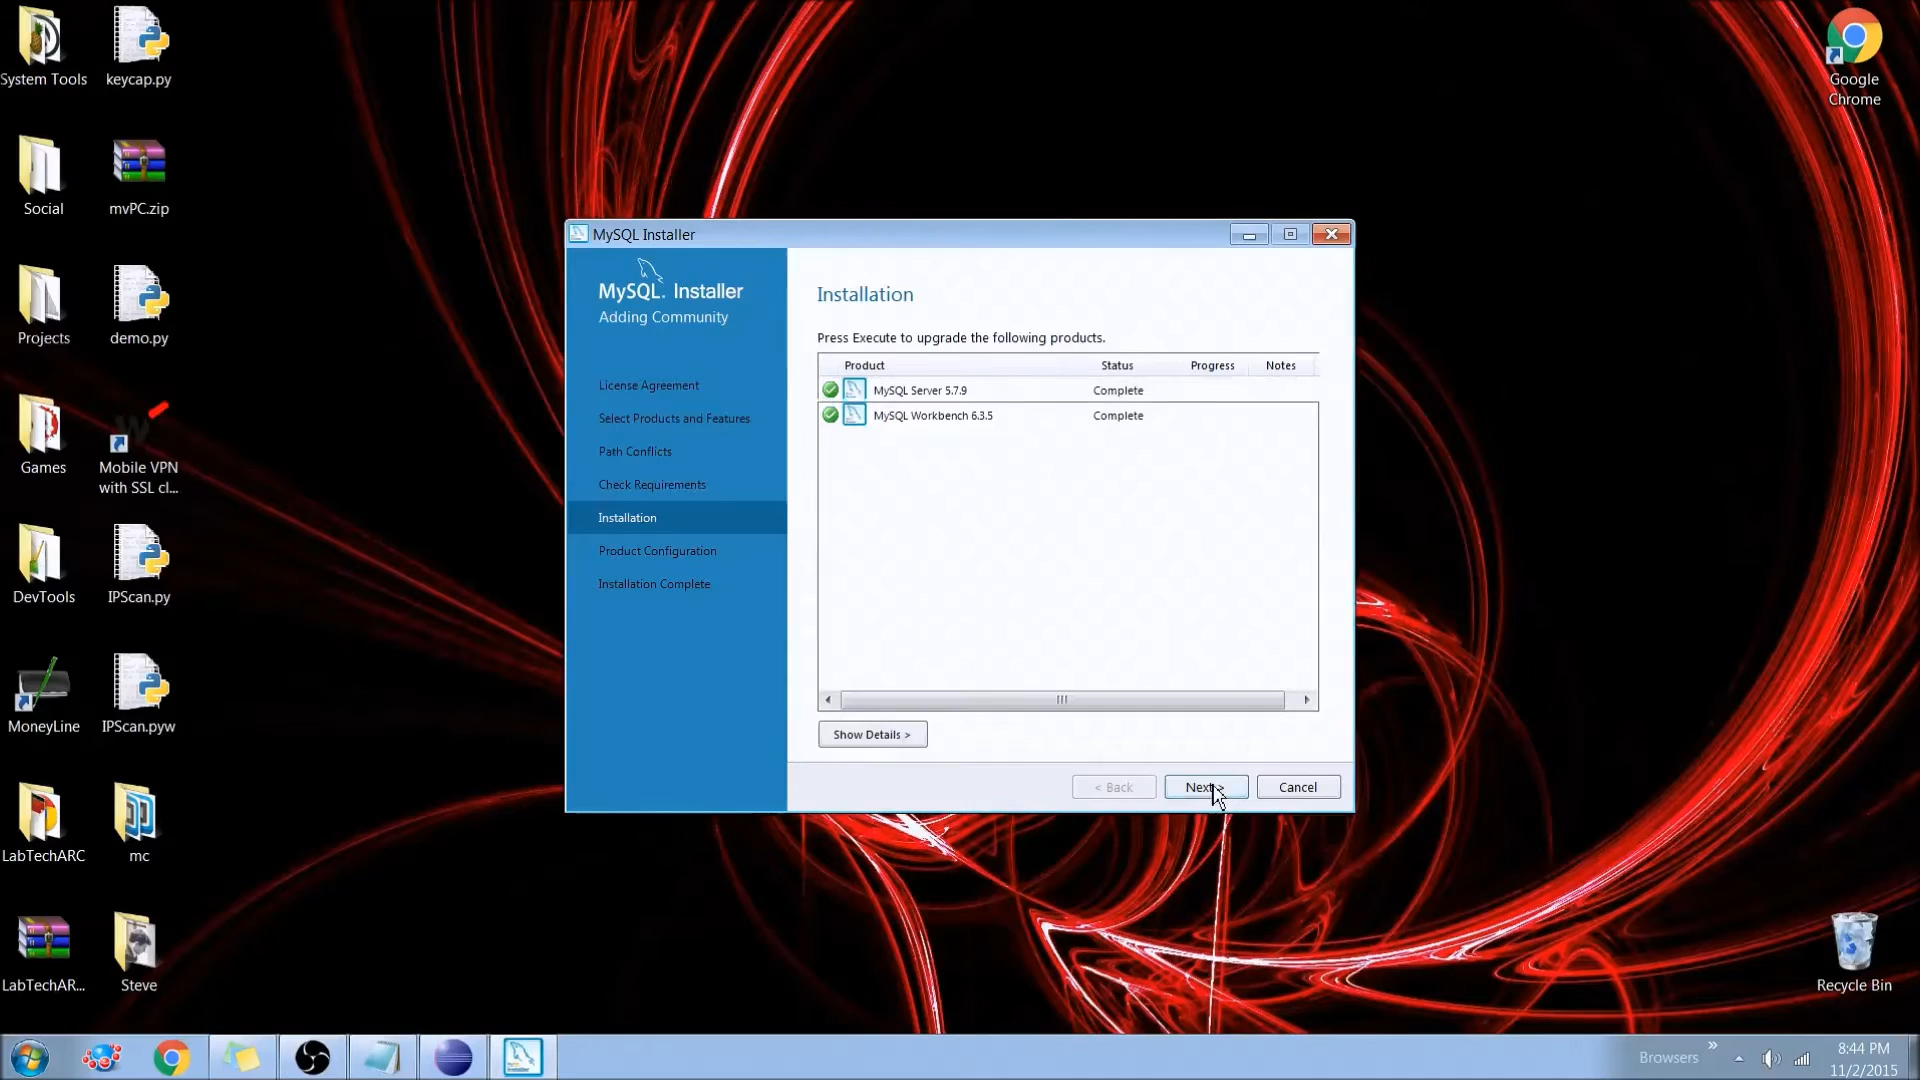 System Tools
keycap.py
Social
mvPC.zip
Projects
demo.py
Games
Mobile VPN
with SSL cl...
DevTools
IPScan.py
MoneyLine
IPScan.pyw
LabTechARC
mc
LabTechAR...
Steve
Google
Chrome
Recycle Bin
MySQL Installer
MySQL. Installer
Adding Community
License Agreement
Select Products and Features
Path Conflicts
Check Requirements
Installation
Product Configuration
Installation Complete
Installation
Press Execute to upgrade the following products.
Product Status Progress Notes
MySQL Server 5.7.9 Complete
MySQL Workbench 6.3.5 Complete
Show Details >
< Back Next > Cancel
Browsers »
8:44 PM
11/2/2015